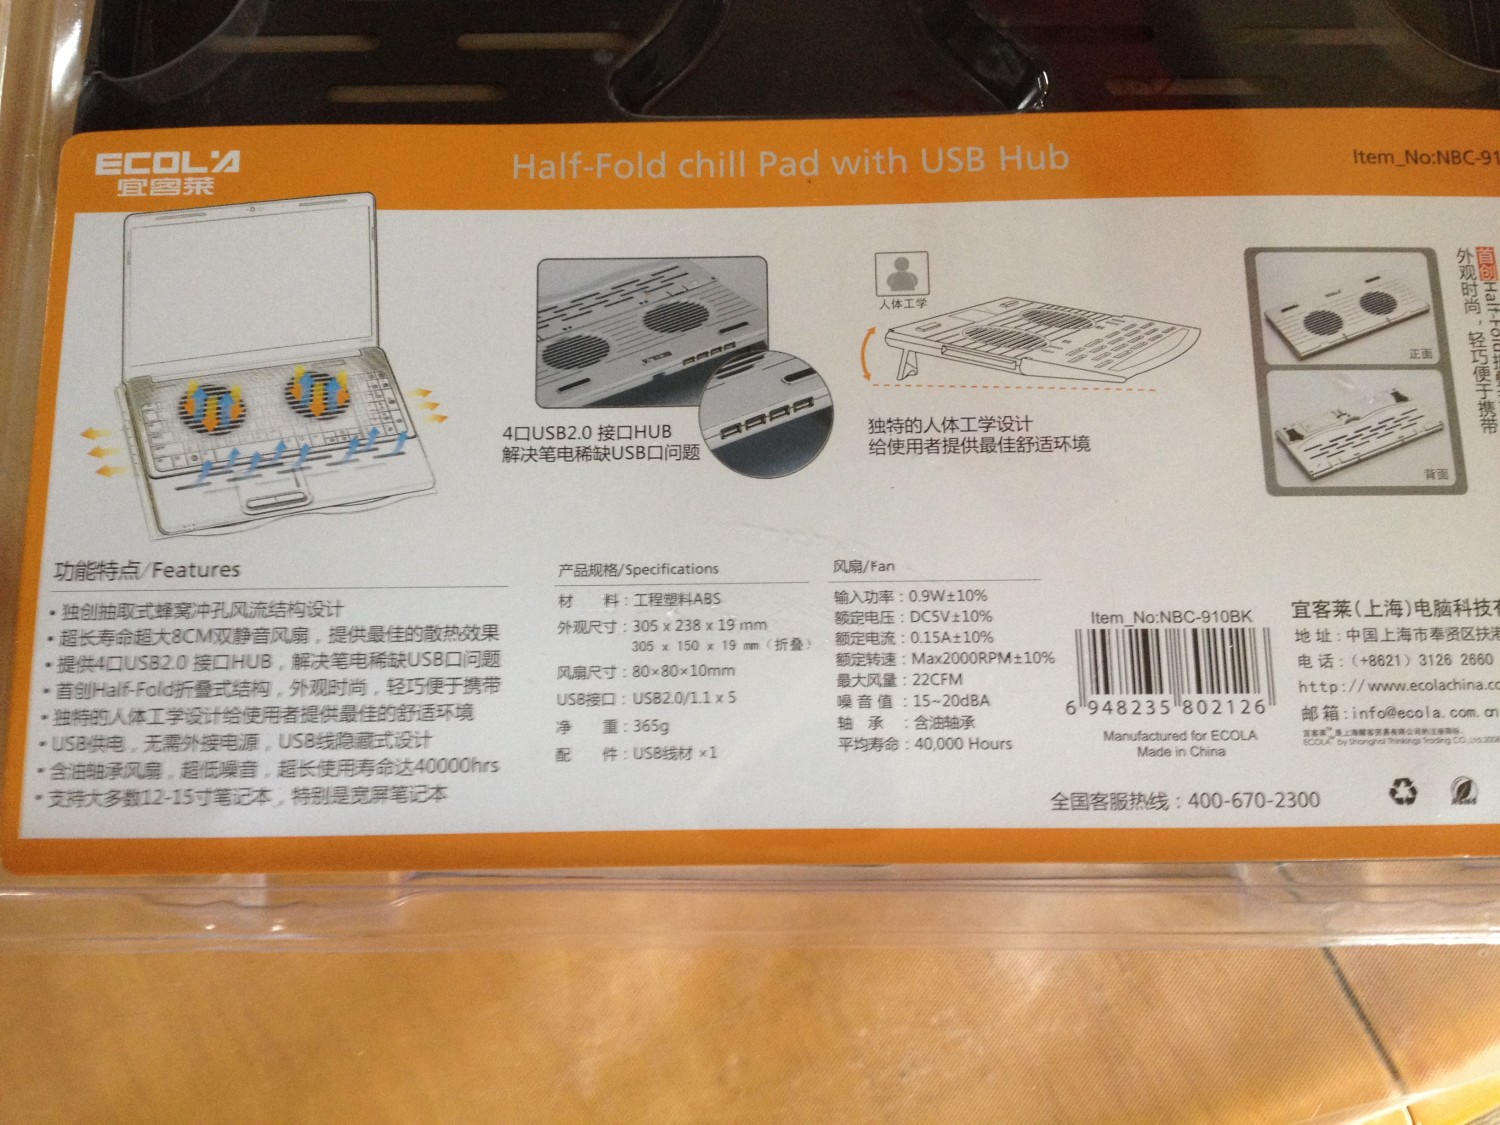 ECOLA
宜客莱
Half-Fold chill Pad with USB Hub
Item_No:NBC-91
人体工学
4口USB2.0 接口HUB
解决笔电稀缺USB口问题
独特的人体工学设计
给使用者提供最佳舒适环境
正面
背面
首创Half-Fold
外观时尚，轻巧便于携带
功能特点/Features
• 独创抽取式蜂窝冲孔风流结构设计
• 超长寿命超大8CM双静音风扇，提供最佳的散热效果
• 提供4口USB2.0 接口HUB，解决笔电稀缺USB口问题
• 首创Half-Fold折叠式结构，外观时尚，轻巧便于携带
• 独特的人体工学设计给使用者提供最佳的舒适环境
• USB供电，无需外接电源，USB线隐藏式设计
• 含油轴承风扇，超低噪音，超长使用寿命达40000hrs
• 支持大多数12-15寸笔记本，特别是宽屏笔记本
产品规格/Specifications
材 料：工程塑料ABS
外观尺寸：305 x 238 x 19 mm
305 x 150 x 19 mm（折叠）
风扇尺寸：80×80×10mm
USB接口：USB2.0/1.1 x 5
净 重：365g
配 件：USB线材 ×1
风扇/Fan
输入功率：0.9W±10%
额定电压：DC5V±10%
额定电流：0.15A±10%
额定转速：Max2000RPM±10%
最大风量：22CFM
噪音值：15~20dBA
轴 承：含油轴承
平均寿命：40,000 Hours
Item_No:NBC-910BK
6 948235 802126
Manufactured for ECOLA
Made in China
宜客莱(上海)电脑科技有
地址：中国上海市奉贤区扶港
电话：(+8621) 3126 2660
http://www.ecolachina.co
邮箱：info@ecola.com.cn
ECOLA™ by Shanghai Thinkings Trading CO.,Ltd.2008
全国客服热线：400-670-2300
RoHS